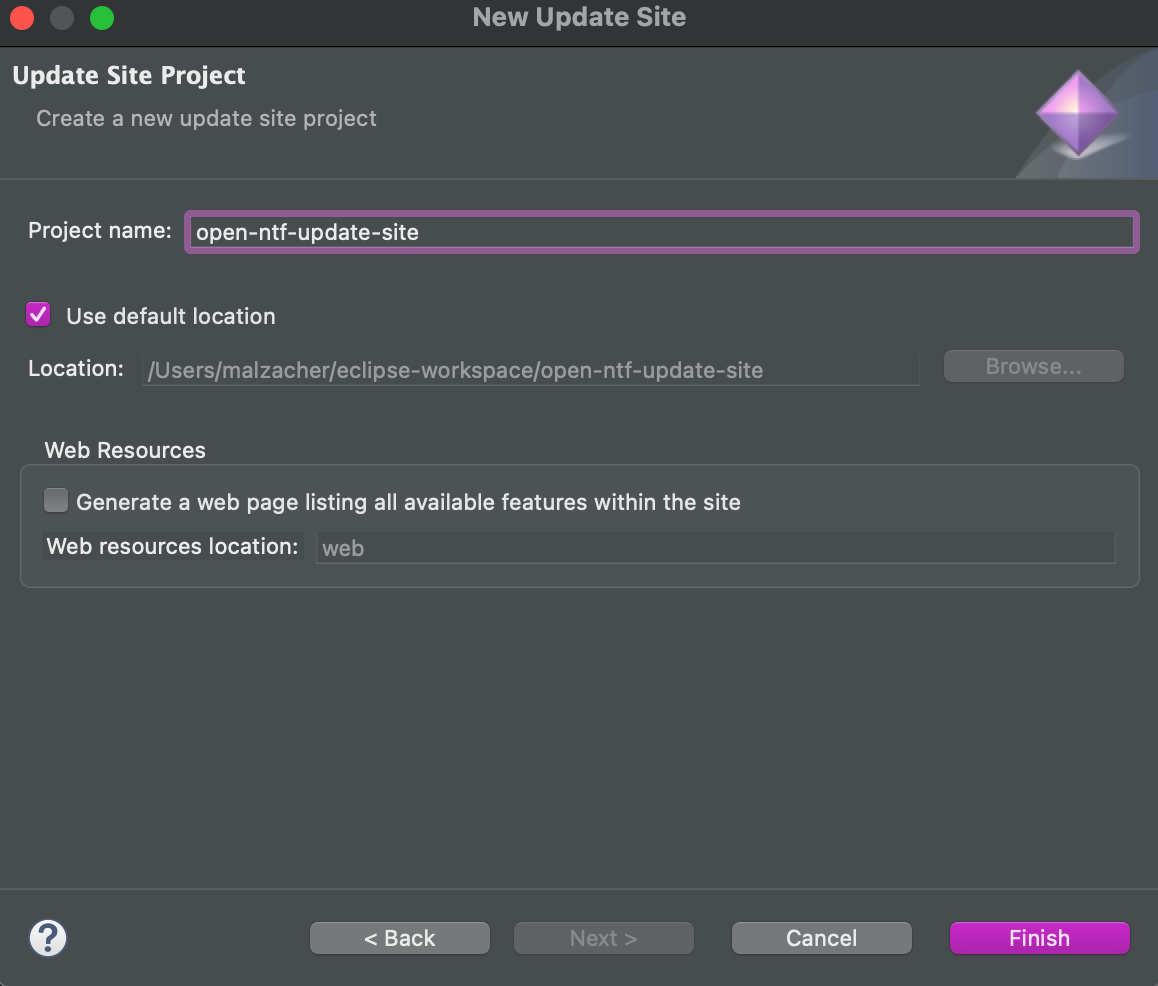 New Update Site
Update Site Project
Create a new update site project
Project name: open-ntf-update-site
Use default location
Location: /Users/malzacher/eclipse-workspace/open-ntf-update-site Browse...
Web Resources
Generate a web page listing all available features within the site
Web resources location: web
? < Back Next > Cancel Finish